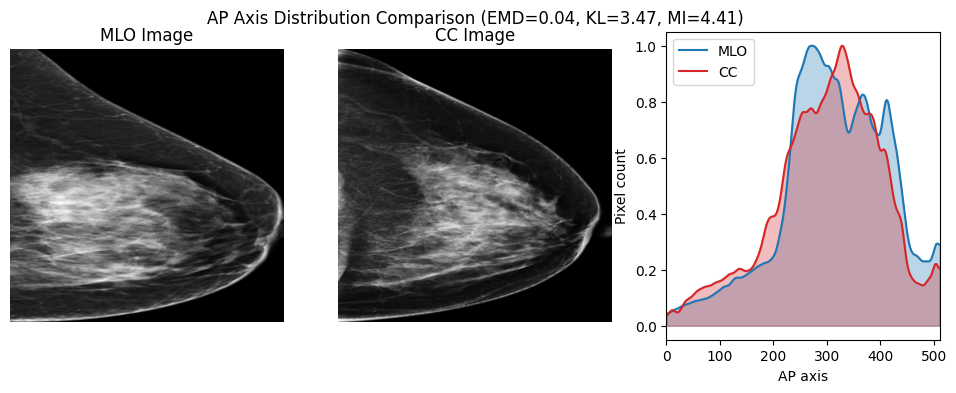 AP Axis Distribution Comparison (EMD=0.04, KL=3.47, MI=4.41)
MLO Image
CC Image
MLO
CC
Pixel count
1.0
0.8
0.6
0.4
0.2
0.0
0 100 200 300 400 500
AP axis